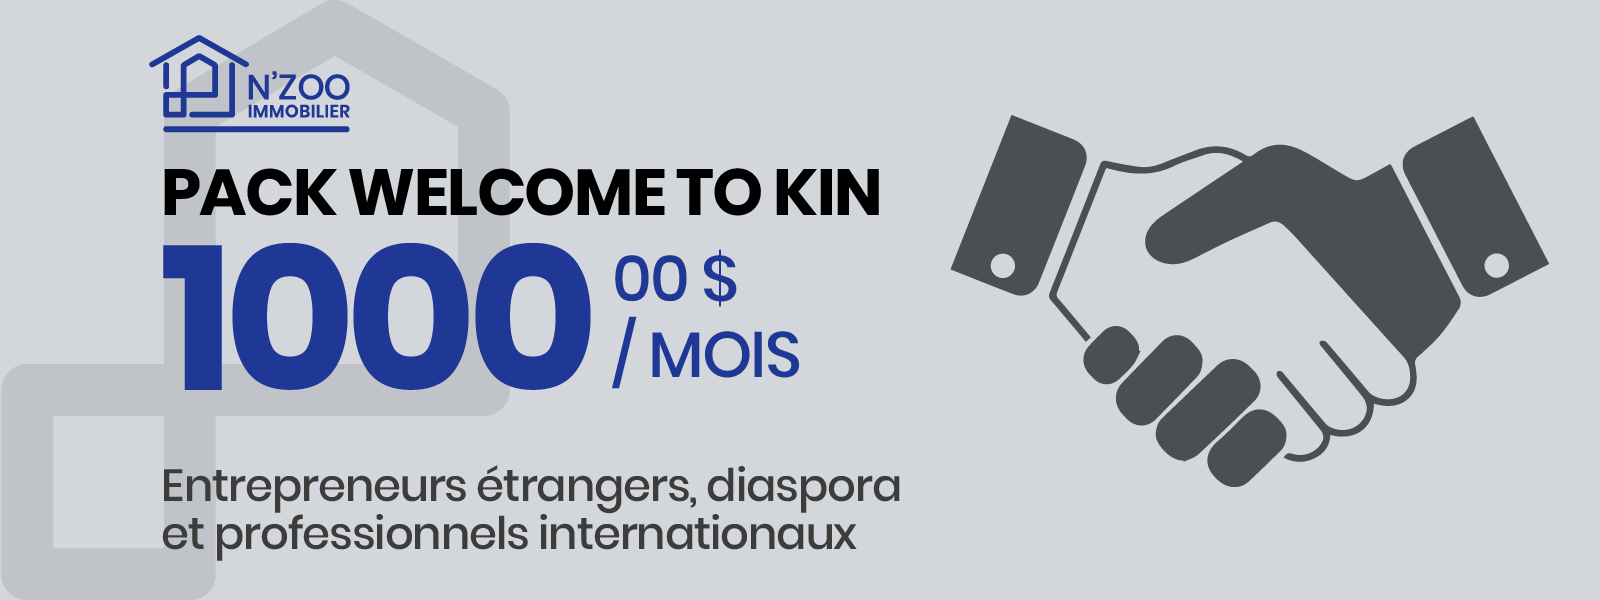 N'ZOO
IMMOBILIER
PACK WELCOME TO KIN
1000 00 $
/ MOIS
Entrepreneurs étrangers, diaspora
et professionnels internationaux